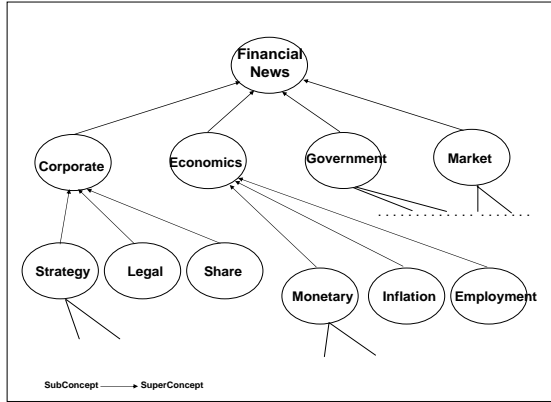 Financial
News
Corporate
Economics
Government
Market
Strategy
Legal
Share
Monetary
Inflation
Employment
SubConcept
SuperConcept